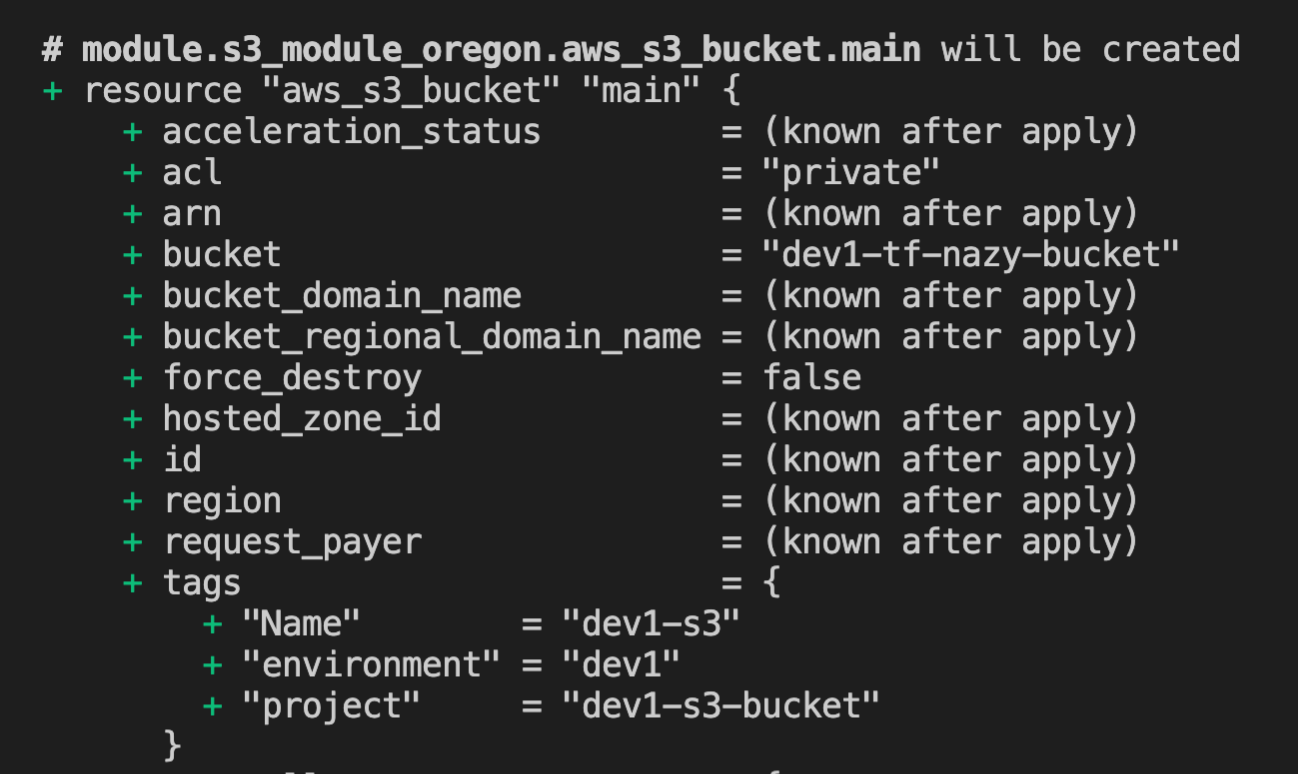 # module.s3_module_oregon.aws_s3_bucket.main will be created
+ resource "aws_s3_bucket" "main" {
+ acceleration_status = (known after apply)
+ acl = "private"
+ arn = (known after apply)
+ bucket = "dev1-tf-nazy-bucket"
+ bucket_domain_name = (known after apply)
+ bucket_regional_domain_name = (known after apply)
+ force_destroy = false
+ hosted_zone_id = (known after apply)
+ id = (known after apply)
+ region = (known after apply)
+ request_payer = (known after apply)
+ tags = {
+ "Name" = "dev1-s3"
+ "environment" = "dev1"
+ "project" = "dev1-s3-bucket"
}